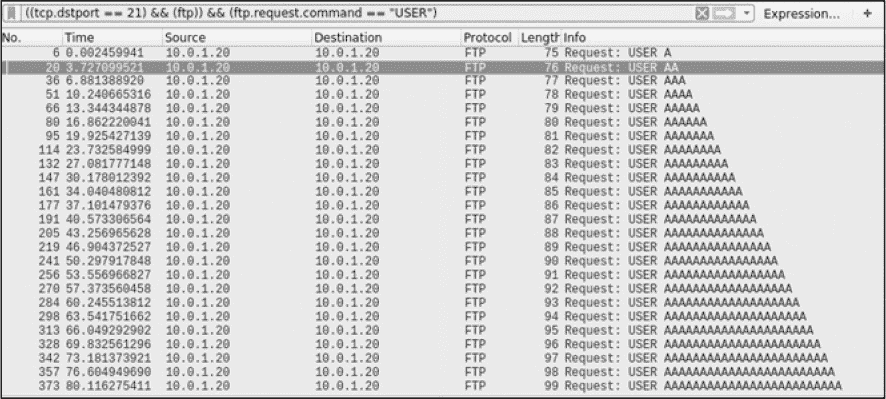 ((tcp.dstport == 21) && (ftp)) && (ftp.request.command == "USER")
Expression... +
No. Time Source Destination Protocol Length Info
6 0.002459941 10.0.1.20 10.0.1.20 FTP 75 Request: USER A
20 3.727099521 10.0.1.20 10.0.1.20 FTP 76 Request: USER AA
36 6.881388920 10.0.1.20 10.0.1.20 FTP 77 Request: USER AAA
51 10.240665316 10.0.1.20 10.0.1.20 FTP 78 Request: USER AAAA
66 13.344344878 10.0.1.20 10.0.1.20 FTP 79 Request: USER AAAAA
80 16.862220041 10.0.1.20 10.0.1.20 FTP 80 Request: USER AAAAAA
95 19.925427139 10.0.1.20 10.0.1.20 FTP 81 Request: USER AAAAAAA
114 23.732584999 10.0.1.20 10.0.1.20 FTP 82 Request: USER AAAAAAAA
132 27.081777148 10.0.1.20 10.0.1.20 FTP 83 Request: USER AAAAAAAAA
147 30.178012392 10.0.1.20 10.0.1.20 FTP 84 Request: USER AAAAAAAAAA
161 34.040480812 10.0.1.20 10.0.1.20 FTP 85 Request: USER AAAAAAAAAAA
177 37.101479376 10.0.1.20 10.0.1.20 FTP 86 Request: USER AAAAAAAAAAAA
191 40.573306564 10.0.1.20 10.0.1.20 FTP 87 Request: USER AAAAAAAAAAAAA
205 43.256965628 10.0.1.20 10.0.1.20 FTP 88 Request: USER AAAAAAAAAAAAAA
219 46.904372527 10.0.1.20 10.0.1.20 FTP 89 Request: USER AAAAAAAAAAAAAAA
241 50.297917848 10.0.1.20 10.0.1.20 FTP 90 Request: USER AAAAAAAAAAAAAAAA
256 53.556966827 10.0.1.20 10.0.1.20 FTP 91 Request: USER AAAAAAAAAAAAAAAAA
270 57.373560458 10.0.1.20 10.0.1.20 FTP 92 Request: USER AAAAAAAAAAAAAAAAAA
284 60.245513812 10.0.1.20 10.0.1.20 FTP 93 Request: USER AAAAAAAAAAAAAAAAAAA
298 63.541751662 10.0.1.20 10.0.1.20 FTP 94 Request: USER AAAAAAAAAAAAAAAAAAAA
313 66.049292902 10.0.1.20 10.0.1.20 FTP 95 Request: USER AAAAAAAAAAAAAAAAAAAAA
328 69.832561296 10.0.1.20 10.0.1.20 FTP 96 Request: USER AAAAAAAAAAAAAAAAAAAAAA
342 73.181373921 10.0.1.20 10.0.1.20 FTP 97 Request: USER AAAAAAAAAAAAAAAAAAAAAAA
357 76.604949690 10.0.1.20 10.0.1.20 FTP 98 Request: USER AAAAAAAAAAAAAAAAAAAAAAAA
373 80.116275411 10.0.1.20 10.0.1.20 FTP 99 Request: USER AAAAAAAAAAAAAAAAAAAAAAAAA